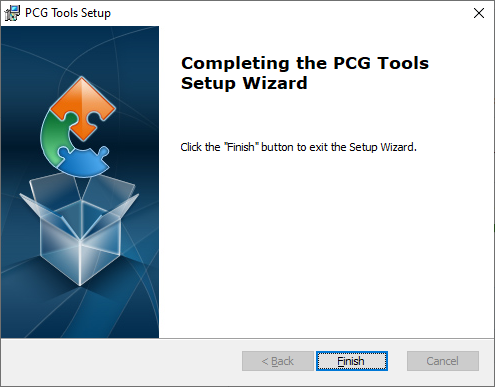 PCG Tools Setup
Completing the PCG Tools
Setup Wizard
Click the "Finish" button to exit the Setup Wizard.
< Back
Finish
Cancel